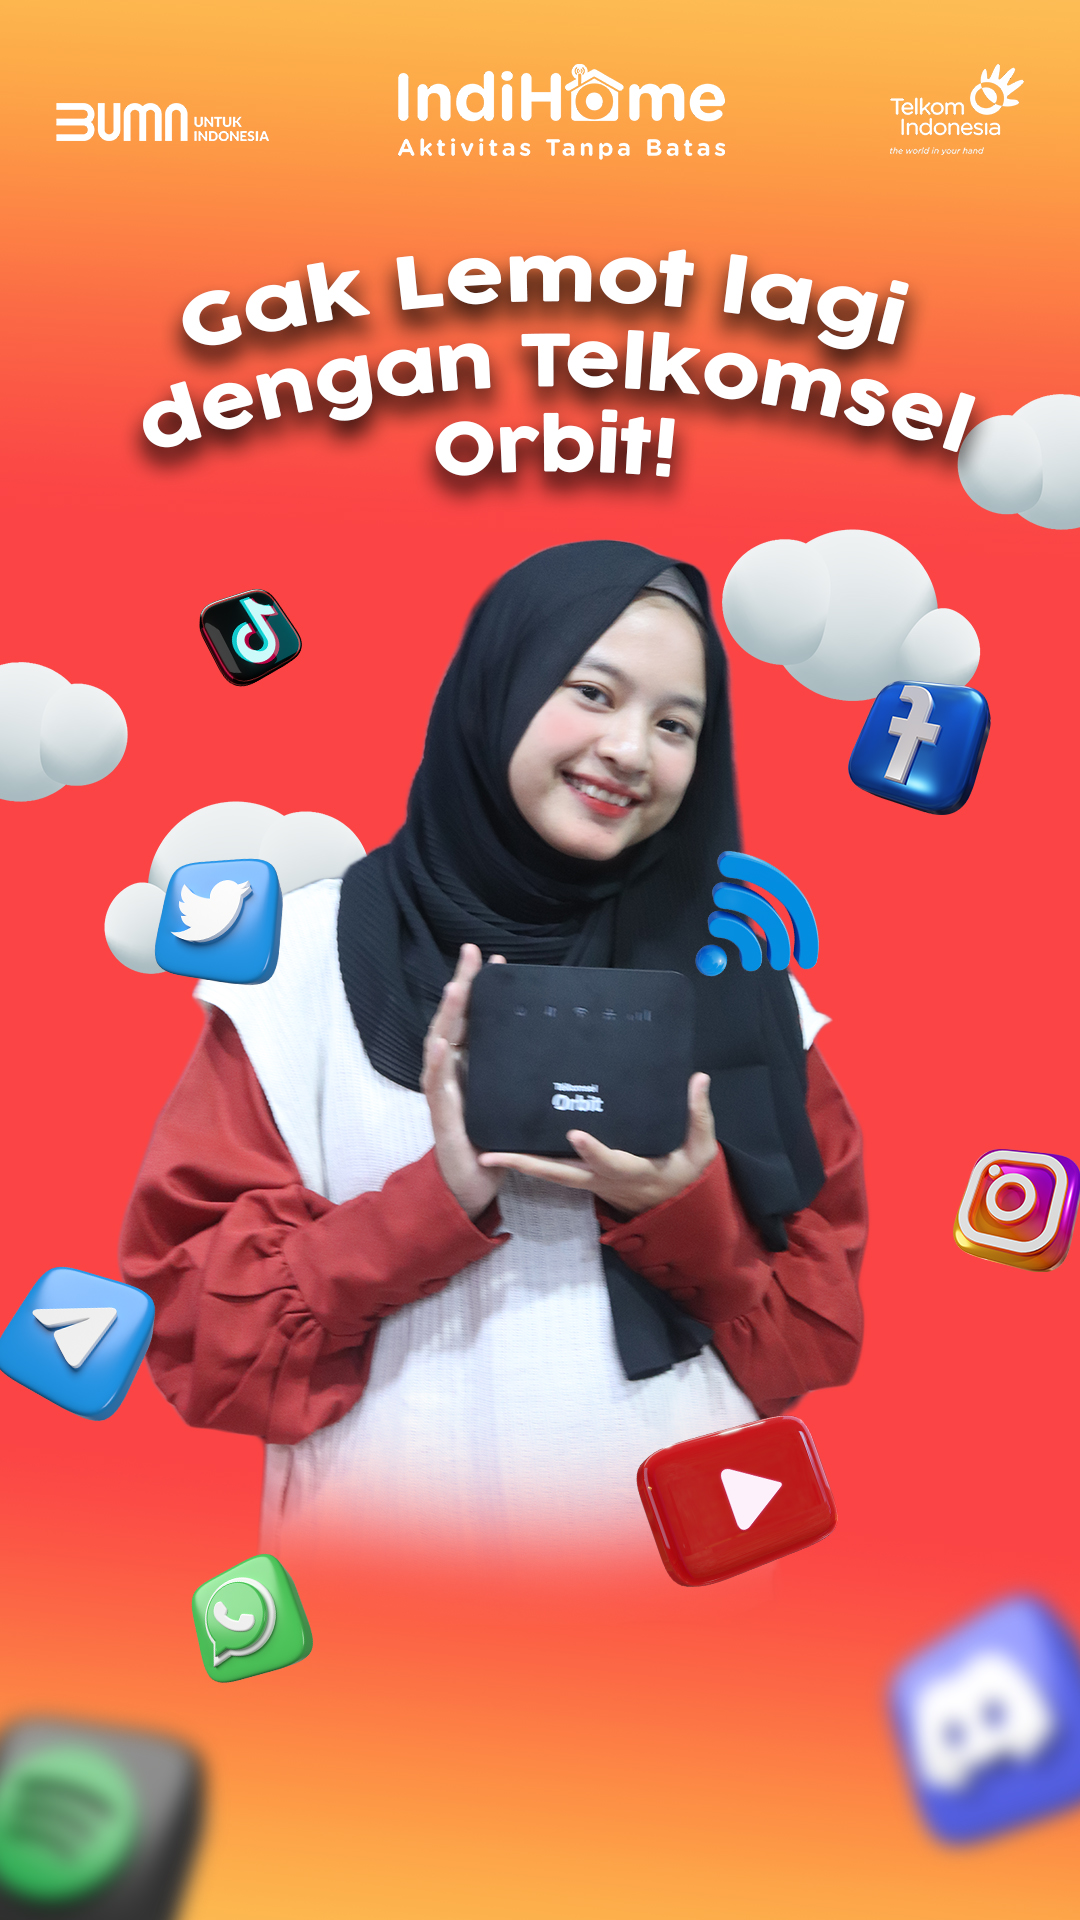 BUMN UNTUK
INDONESIA
IndiHome
Aktivitas Tanpa Batas
Telkom
Indonesia
the world in your hand
Gak Lemot lagi
dengan Telkomsel
Orbit!
Telkomsel
Orbit